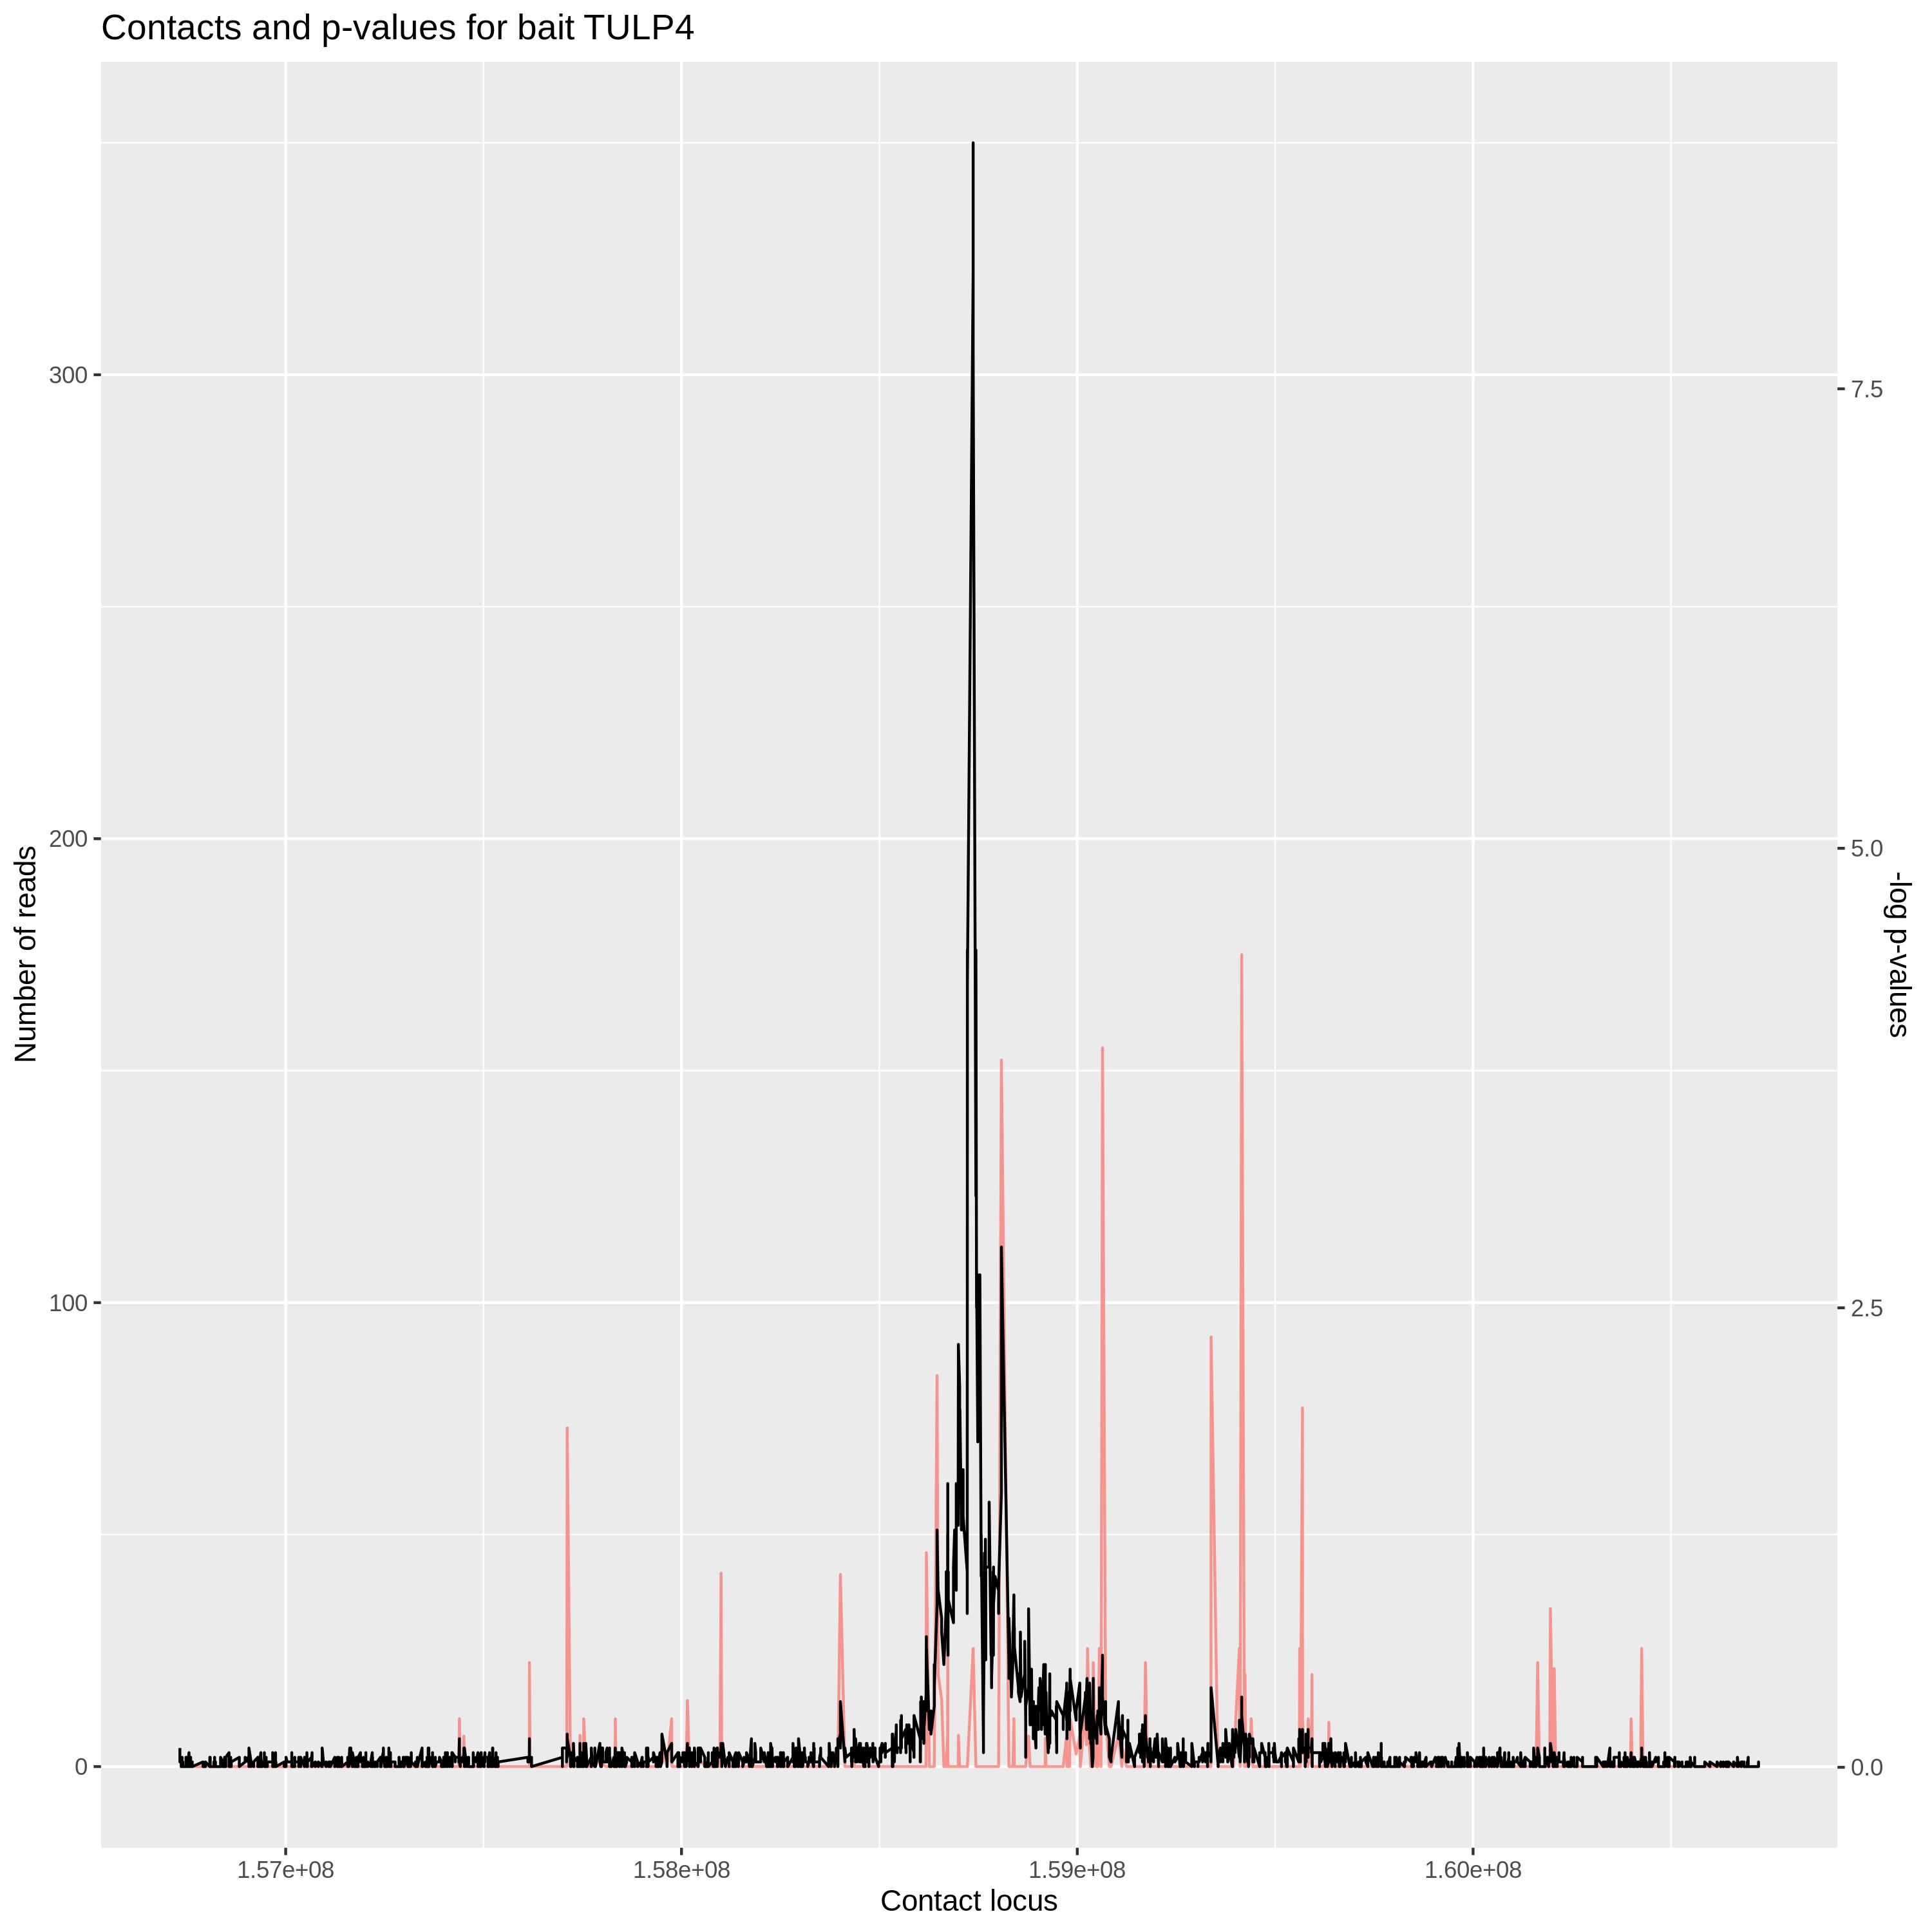 Contacts and p-values for bait TULP4
Number of reads
300
200
100
0
7.5
5.0
2.5
0.0
-log p-values
1.57e+08
1.58e+08
1.59e+08
1.60e+08
Contact locus